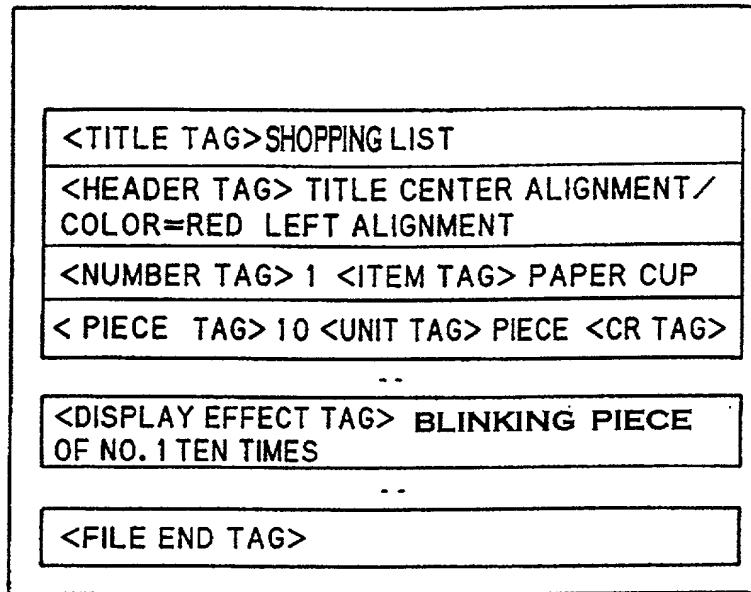 <TITLE TAG>SHOPPING LIST
<HEADER TAG> TITLE CENTER ALIGNMENT/
COLOR=RED LEFT ALIGNMENT
<NUMBER TAG> 1 <ITEM TAG> PAPER CUP
< PIECE TAG> 10 <UNIT TAG> PIECE <CR TAG>
- -
<DISPLAY EFFECT TAG> BLINKING PIECE
OF NO. 1 TEN TIMES
- -
<FILE END TAG>